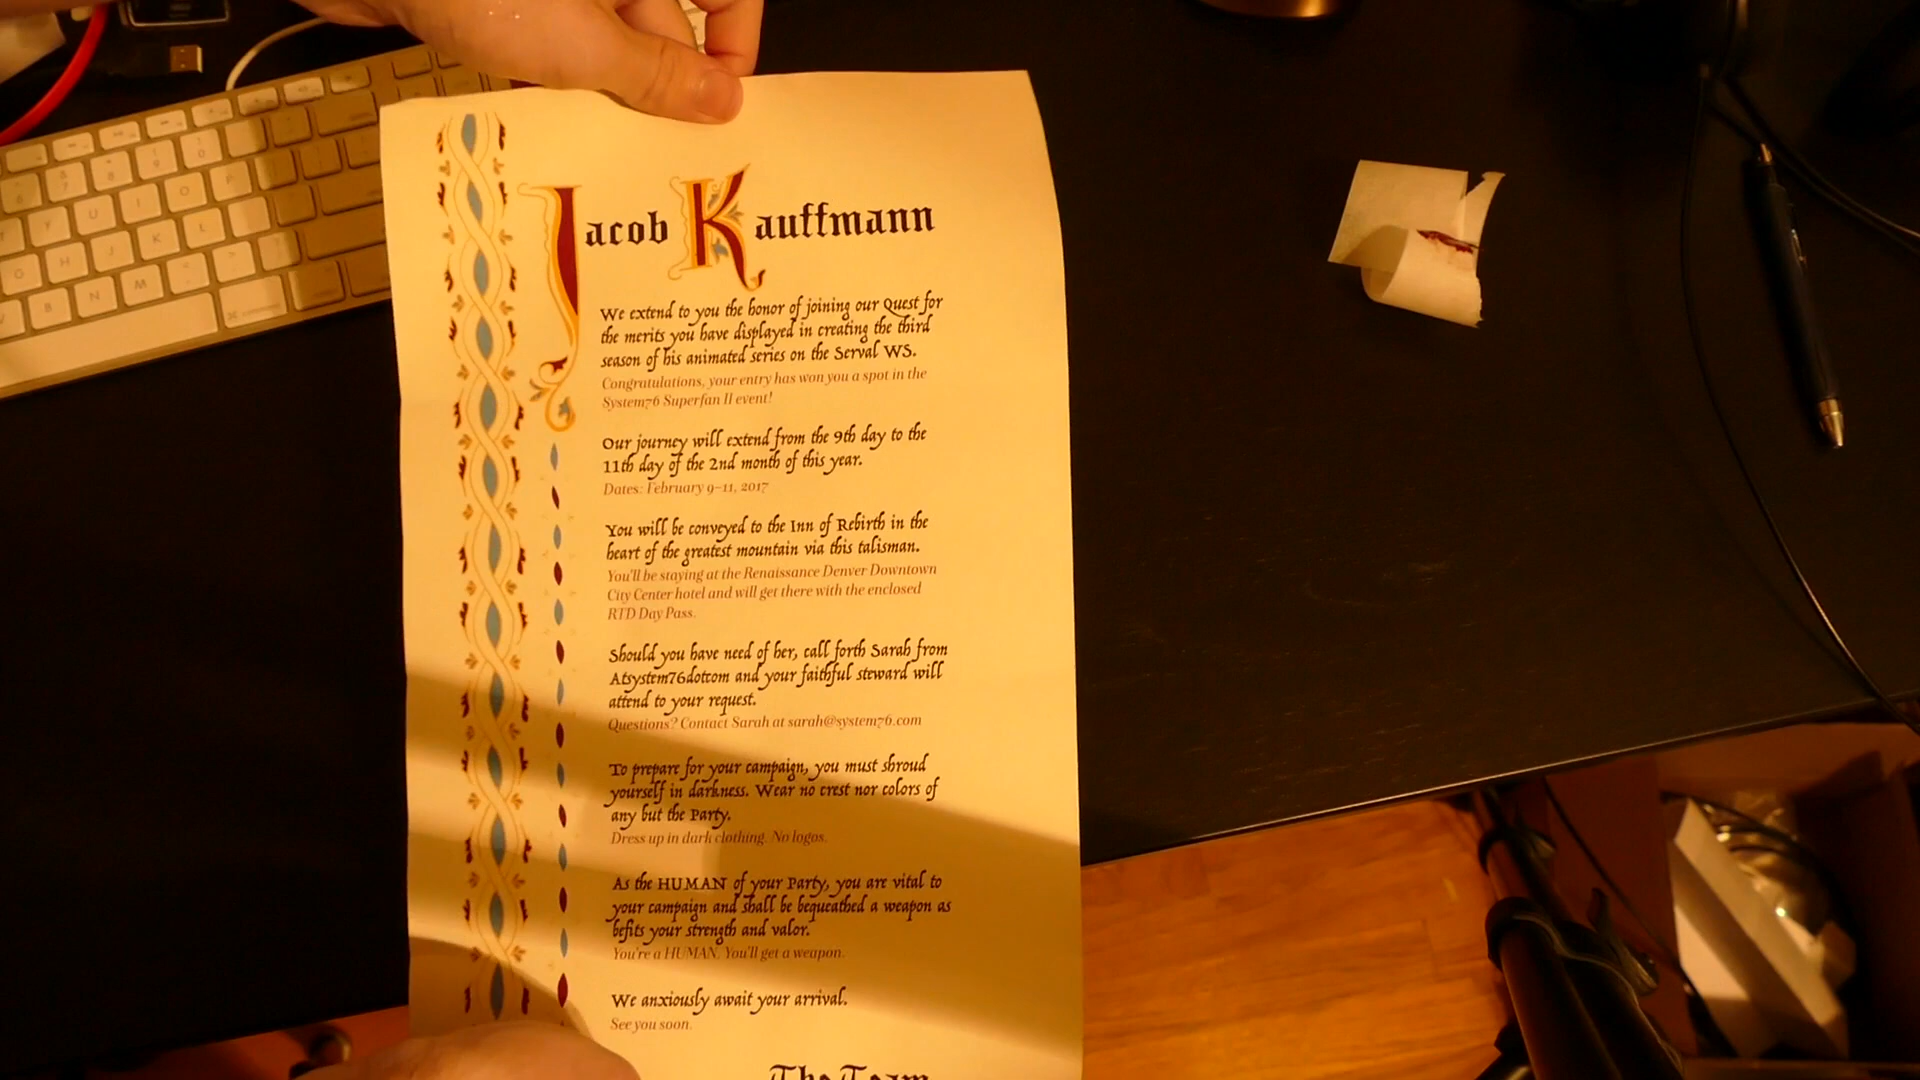 Jacob Kauffmann
We extend to you the honor of joining our Quest for
the merits you have displayed in creating the third
season of his animated series on the Serval WS.
Congratulations, your entry has won you a spot in the
System76 Superfan II event!
Our journey will extend from the 9th day to the
11th day of the 2nd month of this year.
Dates: February 9-11, 2017
You will be conveyed to the Inn of Rebirth in the
heart of the greatest mountain via this talisman.
You'll be staying at the Renaissance Denver Downtown
City Center hotel and will get there with the enclosed
RTD Day Pass.
Should you have need of her, call forth Sarah from
Atsystem76dotcom and your faithful steward will
attend to your request.
Questions? Contact Sarah at sarah@system76.com
To prepare for your campaign, you must shroud
yourself in darkness. Wear no crest nor colors of
any but the Party.
Dress up in dark clothing. No logos.
As the HUMAN of your Party, you are vital to
your campaign and shall be bequeathed a weapon as
befits your strength and valor.
You're a HUMAN. You'll get a weapon.
We anxiously await your arrival.
See you soon.
The Team